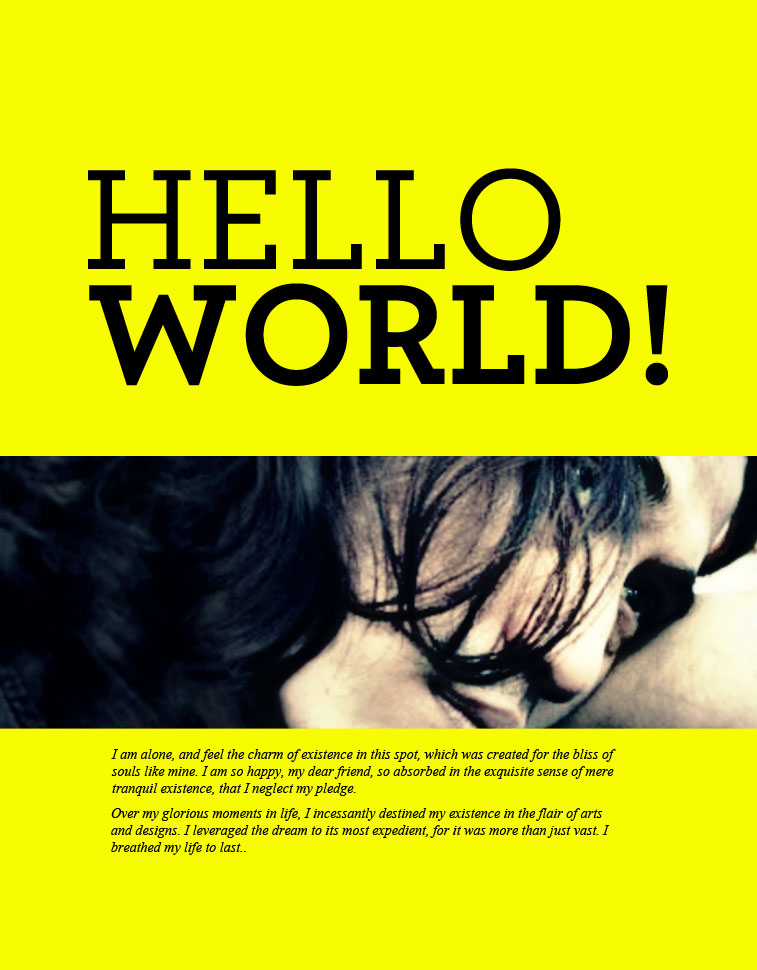 HELLO
WORLD!
I am alone, and feel the charm of existence in this spot, which was created for the bliss of
souls like mine. I am so happy, my dear friend, so absorbed in the exquisite sense of mere
tranquil existence, that I neglect my pledge.
Over my glorious moments in life, I incessantly destined my existence in the flair of arts
and designs. I leveraged the dream to its most expedient, for it was more than just vast. I
breathed my life to last..